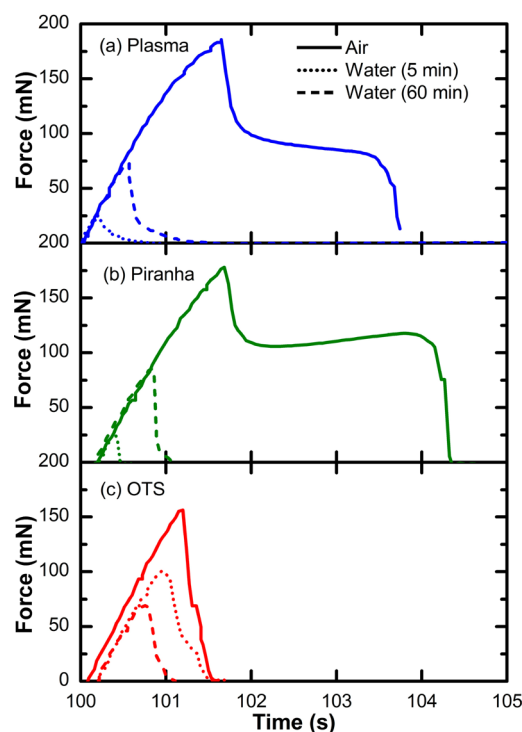 200
(a) Plasma
Air
150
Water (5 min)
Water (60 min)
100
50
Force (mN)
200
(b) Piranha
150
100
50
Force (mN)
200
(c) OTS
150
100
50
0
Force (mN)
100 101 102 103 104 105
Time (s)